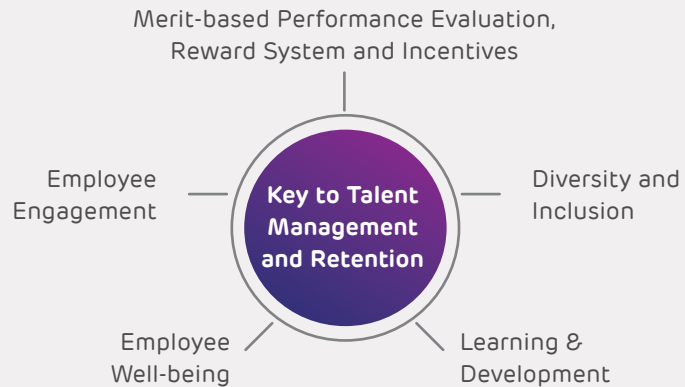 Merit-based Performance Evaluation,
Reward System and Incentives
Employee
Engagement
Key to Talent
Management
and Retention
Diversity and
Inclusion
Employee
Well-being
Learning &
Development